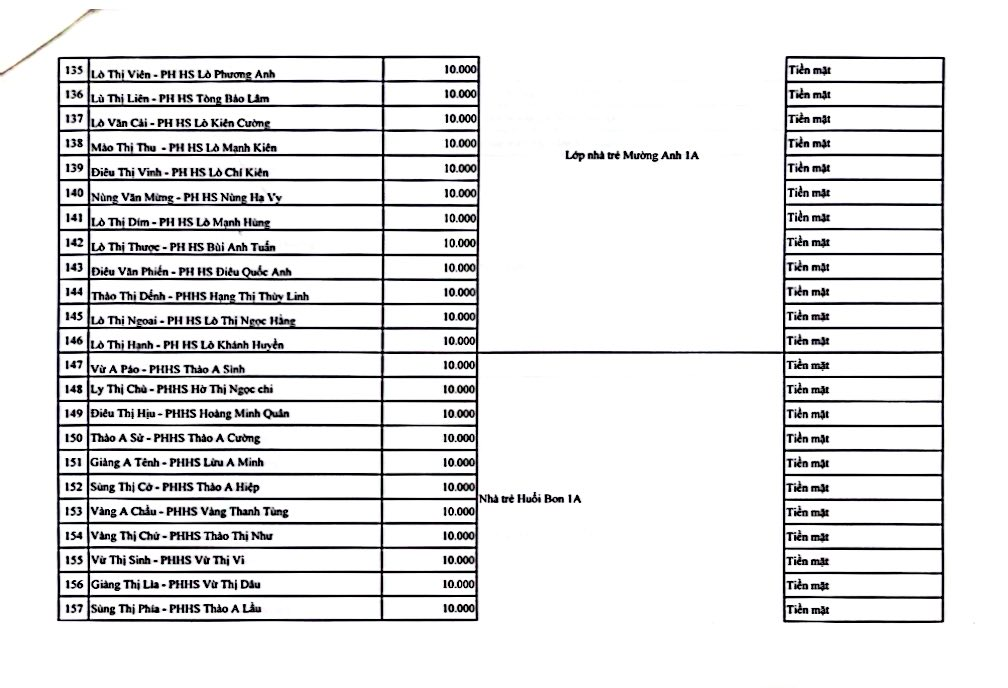 135 Lò Thị Viên - PH HS Lò Phương Anh 10.000 Tiền mặt
136 Lù Thị Liên - PH HS Tòng Bảo Lâm 10.000 Tiền mặt
137 Lò Văn Cải - PH HS Lò Kiên Cường 10.000 Tiền mặt
138 Mào Thị Thu - PH HS Lò Mạnh Kiên 10.000 Tiền mặt
Lớp nhà trẻ Mường Anh 1A
139 Điêu Thị Vinh - PH HS Lò Chí Kiên 10.000 Tiền mặt
140 Nùng Văn Mừng - PH HS Nùng Hạ Vy 10.000 Tiền mặt
141 Lò Thị Dím - PH HS Lò Mạnh Hùng 10.000 Tiền mặt
142 Lò Thị Thược - PH HS Bùi Anh Tuấn 10.000 Tiền mặt
143 Điêu Văn Phiến - PH HS Điêu Quốc Anh 10.000 Tiền mặt
144 Thào Thị Dếnh - PHHS Hạng Thị Thùy Linh 10.000 Tiền mặt
145 Lò Thị Ngoai - PH HS Lò Thị Ngọc Hằng 10.000 Tiền mặt
146 Lò Thị Hạnh - PH HS Lò Khánh Huyền 10.000 Tiền mặt
147 Vừ A Páo - PHHS Thào A Sinh 10.000 Tiền mặt
148 Ly Thị Chù - PHHS Hờ Thị Ngọc chi 10.000 Tiền mặt
149 Điêu Thị Hịu - PHHS Hoàng Minh Quân 10.000 Tiền mặt
150 Thào A Sử - PHHS Thào A Cường 10.000 Tiền mặt
151 Giàng A Tênh - PHHS Lừu A Minh 10.000 Tiền mặt
152 Sùng Thị Cở - PHHS Thào A Hiệp 10.000 Tiền mặt
Nhà trẻ Huổi Bon 1A
153 Vàng A Chầu - PHHS Vàng Thanh Tùng 10.000 Tiền mặt
154 Vàng Thị Chứ - PHHS Thào Thị Như 10.000 Tiền mặt
155 Vừ Thị Sinh - PHHS Vừ Thị Vi 10.000 Tiền mặt
156 Giàng Thị Lia - PHHS Vừ Thị Dâu 10.000 Tiền mặt
157 Sùng Thị Phía - PHHS Thào A Lầu 10.000 Tiền mặt